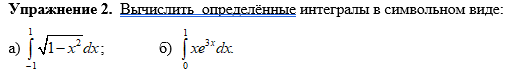 Упражнение 2. Вычислить определённые интегралы в символьном виде:
а) ∫₋₁¹ √(1−x²) dx; б) ∫₀¹ xe³ˣ dx.